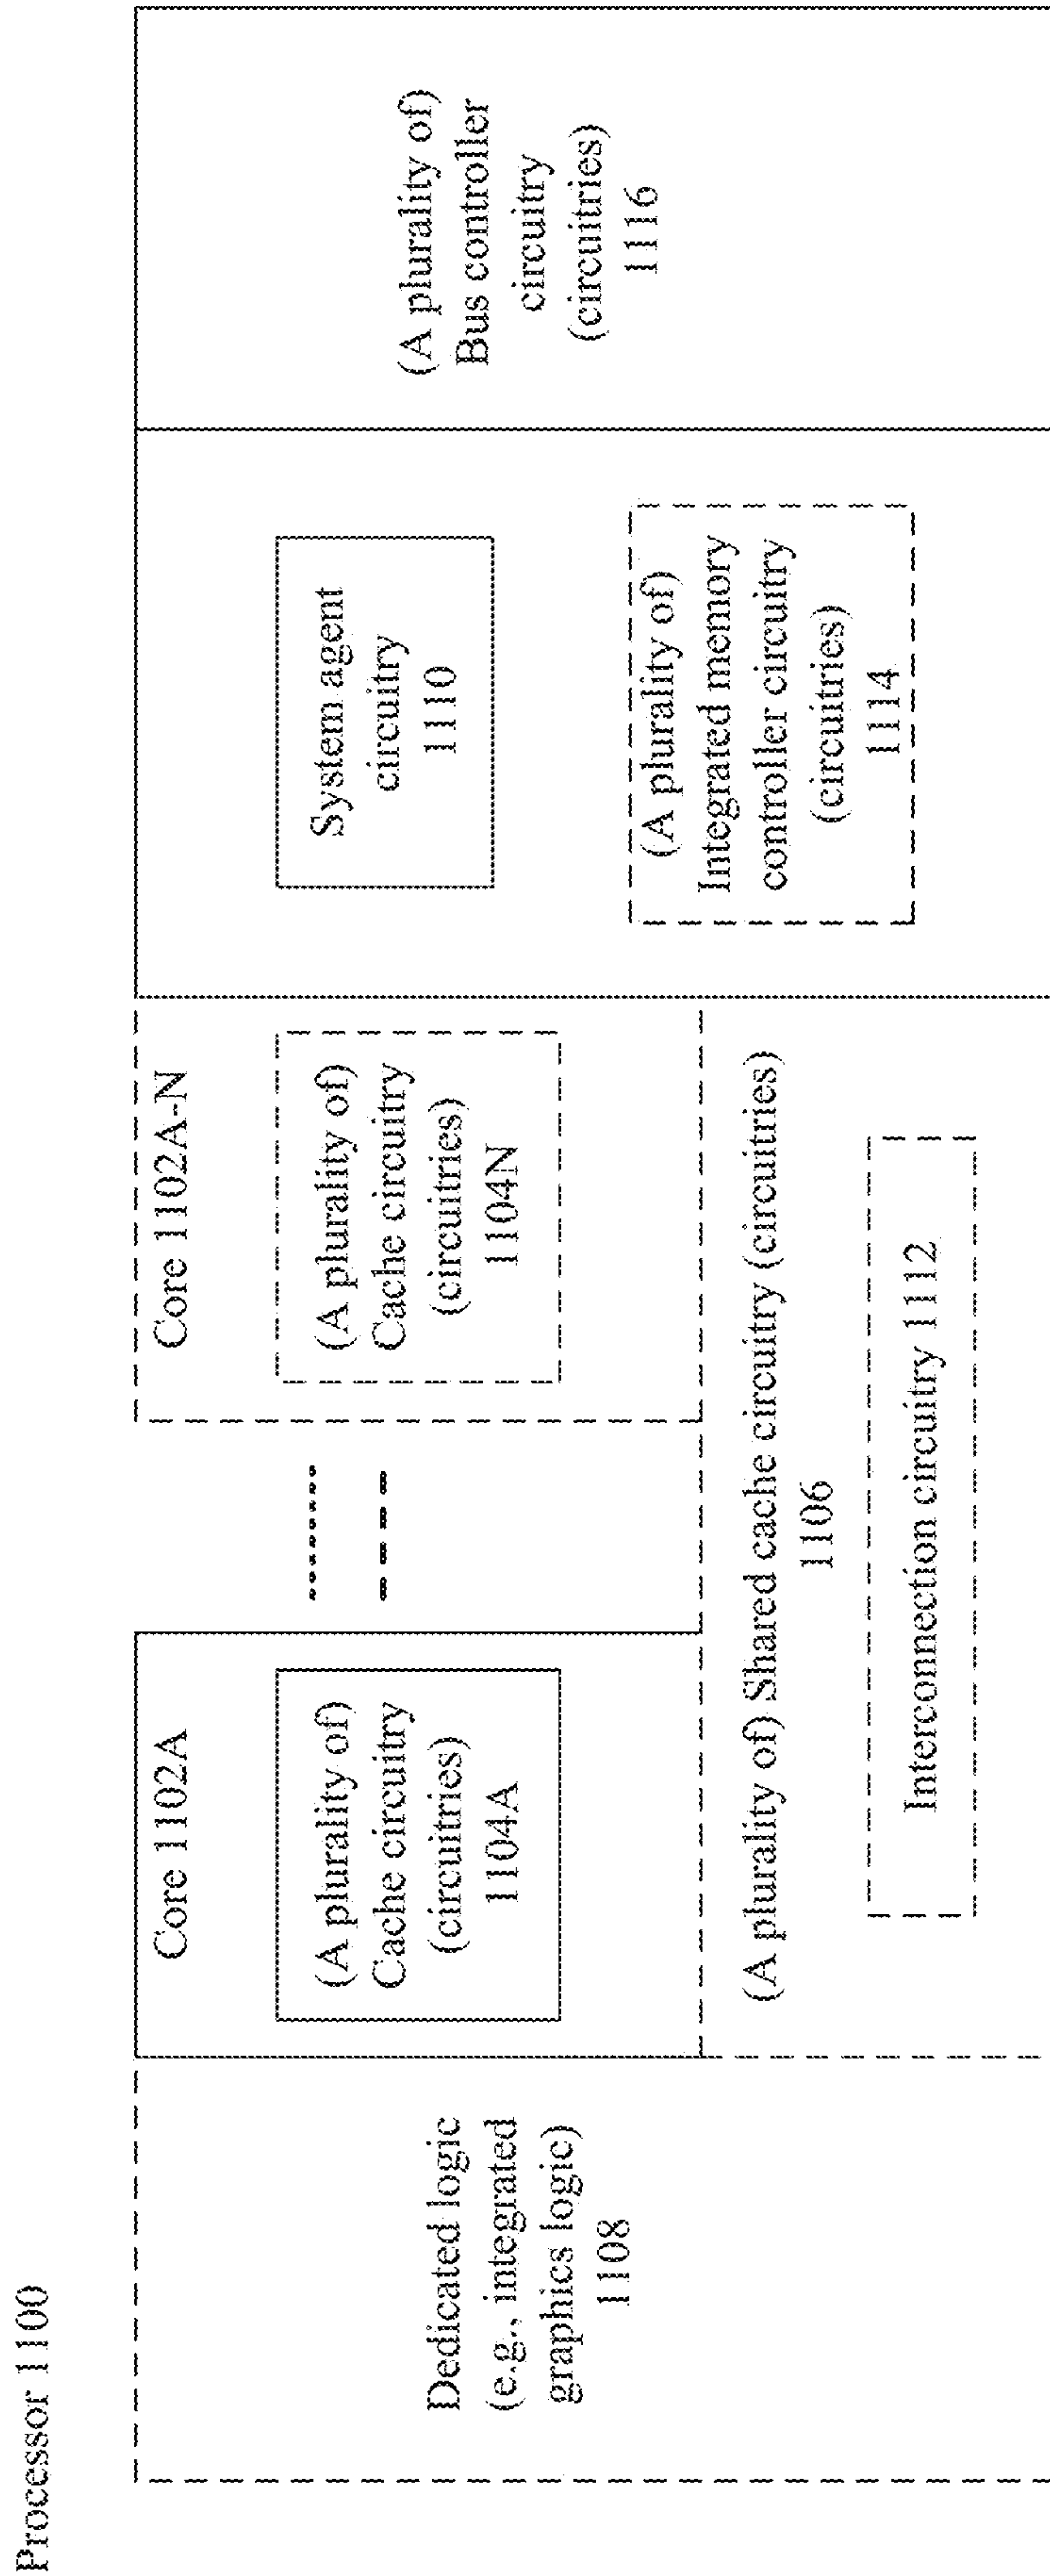 Processor 1100
Dedicated logic
(e.g., integrated
graphics logic)
1108
Core 1102A
(A plurality of)
Cache circuitry
(circuitries)
1104A
Core 1102A-N
(A plurality of)
Cache circuitry
(circuitries)
1104N
(A plurality of) Shared cache circuitry (circuitries)
1106
Interconnection circuitry 1112
System agent
circuitry
1110
(A plurality of)
Integrated memory
controller circuitry
(circuitries)
1114
(A plurality of)
Bus controller
circuitry
(circuitries)
1116